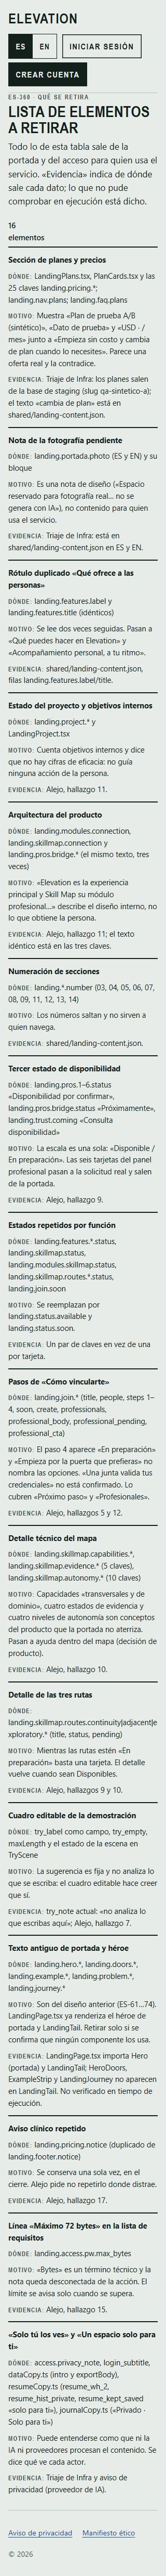 ELEVATION
ES EN INICIAR SESIÓN
CREAR CUENTA
ES-160 · QUÉ SE RETIRA
LISTA DE ELEMENTOS
A RETIRAR
Todo lo de esta tabla sale de la
portada y del acceso para quien usa el
servicio. «Evidencia» indica de dónde
sale cada dato; lo que no pude
comprobar en ejecución está dicho.
16
elementos
Sección de planes y precios
DÓNDE: LandingPlans.tsx, PlanCards.tsx y las
25 claves landing.pricing.*;
landing.nav.plans; landing.faq.plans
MOTIVO: Muestra «Plan de prueba A/B
(sintético)», «Dato de prueba» y «USD · /
mes» junto a «Empieza sin costo y cambia
de plan cuando lo necesites». Parece una
oferta real y la contradice.
EVIDENCIA: Triaje de Infra: los planes salen
de la base de staging (slug qa-sintetico-a);
el texto «cambia de plan» está en
shared/landing-content.json.
Nota de la fotografía pendiente
DÓNDE: landing.portada.photo (ES y EN) y su
bloque
MOTIVO: Es una nota de diseño («Espacio
reservado para fotografía real... no se
genera con IA»), no contenido para quien
usa el servicio.
EVIDENCIA: Triaje de Infra: está en
shared/landing-content.json en ES y EN.
Rótulo duplicado «Qué ofrece a las
personas»
DÓNDE: landing.features.label y
landing.features.title (idénticos)
MOTIVO: Se lee dos veces seguidas. Pasan a
«Qué puedes hacer en Elevation» y
«Acompañamiento personal, a tu ritmo».
EVIDENCIA: shared/landing-content.json,
filas landing.features.label/title.
Estado del proyecto y objetivos internos
DÓNDE: landing.project.* y
LandingProject.tsx
MOTIVO: Cuenta objetivos internos y dice
que no hay cifras de eficacia: no guía
ninguna acción de la persona.
EVIDENCIA: Alejo, hallazgo 11.
Arquitectura del producto
DÓNDE: landing.modules.connection,
landing.skillmap.connection y
landing.pros.bridge.* (el mismo texto, tres
veces)
MOTIVO: «Elevation es la experiencia
principal y Skill Map su módulo
profesional...» describe el diseño interno, no
lo que obtiene la persona.
EVIDENCIA: Alejo, hallazgo 11; el texto
idéntico está en las tres claves.
Numeración de secciones
DÓNDE: landing.*.number (03, 04, 05, 06, 07,
08, 09, 11, 12, 13, 14)
MOTIVO: Los números saltan y no sirven a
quien navega.
EVIDENCIA: shared/landing-content.json.
Tercer estado de disponibilidad
DÓNDE: landing.pros.1–6.status
«Disponibilidad por confirmar»,
landing.pros.bridge.status «Próximamente»,
landing.trust.coming «Consulta
disponibilidad»
MOTIVO: La escala es una sola: «Disponible /
En preparación». Las seis tarjetas del panel
profesional pasan a la solicitud real y salen
de la portada.
EVIDENCIA: Alejo, hallazgo 9.
Estados repetidos por función
DÓNDE: landing.features.*.status,
landing.skillmap.status,
landing.modules.skillmap.status,
landing.skillmap.routes.*.status,
landing.join.soon
MOTIVO: Se reemplazan por
landing.status.available y
landing.status.soon.
EVIDENCIA: Un par de claves en vez de una
por tarjeta.
Pasos de «Cómo vincularte»
DÓNDE: landing.join.* (title, people, steps 1–
4, soon, create, professionals,
professional_body, professional_pending,
professional_cta)
MOTIVO: El paso 4 aparece «En preparación»
y «Empieza por la puerta que prefieras» no
nombra las opciones. «Una junta valida tus
credenciales» no está confirmado. Lo
cubren «Próximo paso» y «Profesionales».
EVIDENCIA: Alejo, hallazgos 5 y 12.
Detalle técnico del mapa
DÓNDE: landing.skillmap.capabilities.*,
landing.skillmap.evidence.* (5 claves),
landing.skillmap.autonomy.* (10 claves)
MOTIVO: Capacidades «transversales y de
dominio», cuatro estados de evidencia y
cuatro niveles de autonomía son conceptos
del producto que la portada no aterriza.
Pasan a ayuda dentro del mapa (decisión de
producto).
EVIDENCIA: Alejo, hallazgo 10.
Detalle de las tres rutas
DÓNDE:
landing.skillmap.routes.continuity|adjacent|e
xploratory.* (title, status, pending)
MOTIVO: Mientras las rutas estén «En
preparación» basta una tarjeta. El detalle
vuelve cuando sean Disponibles.
EVIDENCIA: Alejo, hallazgos 9 y 10.
Cuadro editable de la demostración
DÓNDE: try_label como campo, try_empty,
maxLength y el estado de la escena en
TryScene
MOTIVO: La sugerencia es fija y no analiza lo
que se escriba: el cuadro editable hace creer
que sí.
EVIDENCIA: try_note actual: «no analiza lo
que escribas aquí»; Alejo, hallazgo 7.
Texto antiguo de portada y héroe
DÓNDE: landing.hero.*, landing.doors.*,
landing.example.*, landing.problem.*,
landing.journey.*
MOTIVO: Son del diseño anterior (ES-61…74).
LandingPage.tsx ya renderiza el héroe de
portada y LandingTail. Retirar solo si se
confirma que ningún componente los usa.
EVIDENCIA: LandingPage.tsx importa Hero
(portada) y LandingTail; HeroDoors,
ExampleStrip y LandingJourney no aparecen
en LandingTail. No verificado en tiempo de
ejecución.
Aviso clínico repetido
DÓNDE: landing.pricing.notice (duplicado de
landing.footer.notice)
MOTIVO: Se conserva una sola vez, en el
cierre. Alejo pide no repetirlo donde distrae.
EVIDENCIA: Alejo, hallazgo 17.
Línea «Máximo 72 bytes» en la lista de
requisitos
DÓNDE: landing.access.pw.max_bytes
MOTIVO: «Bytes» es un término técnico y la
nota queda desconectada de la acción. El
límite se avisa solo cuando se supera.
EVIDENCIA: Alejo, hallazgo 15.
«Solo tú los ves» y «Un espacio solo para
ti»
DÓNDE: access.privacy_note, login_subtitle,
dataCopy.ts (intro y exportBody),
resumeCopy.ts (resume_wh_2,
resume_hist_private, resume_kept_saved
«solo para ti»), journalCopy.ts («Privado ·
Solo para ti»)
MOTIVO: Puede entenderse como que ni la
IA ni proveedores procesan el contenido. Se
dice qué ve cada actor.
EVIDENCIA: Triaje de Infra y aviso de
privacidad (proveedor de IA).
Aviso de privacidad Manifiesto ético
© 2026